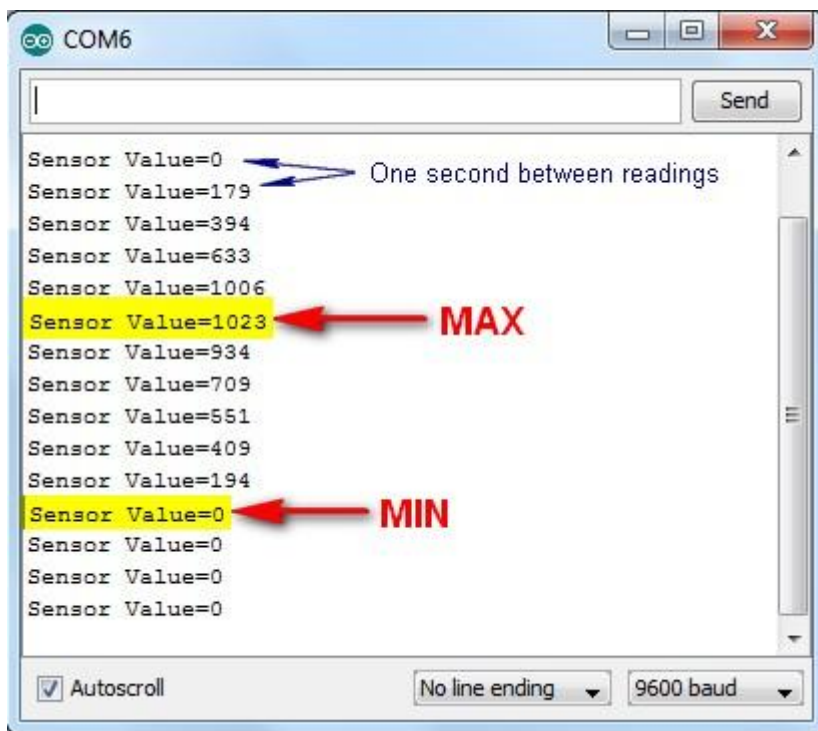 COM6
Send
Sensor Value=0
One second between readings
Sensor Value=179
Sensor Value=394
Sensor Value=633
Sensor Value=1006
Sensor Value=1023
MAX
Sensor Value=934
Sensor Value=709
Sensor Value=551
Sensor Value=409
Sensor Value=194
Sensor Value=0
MIN
Sensor Value=0
Sensor Value=0
Sensor Value=0
Autoscroll
No line ending
9600 baud